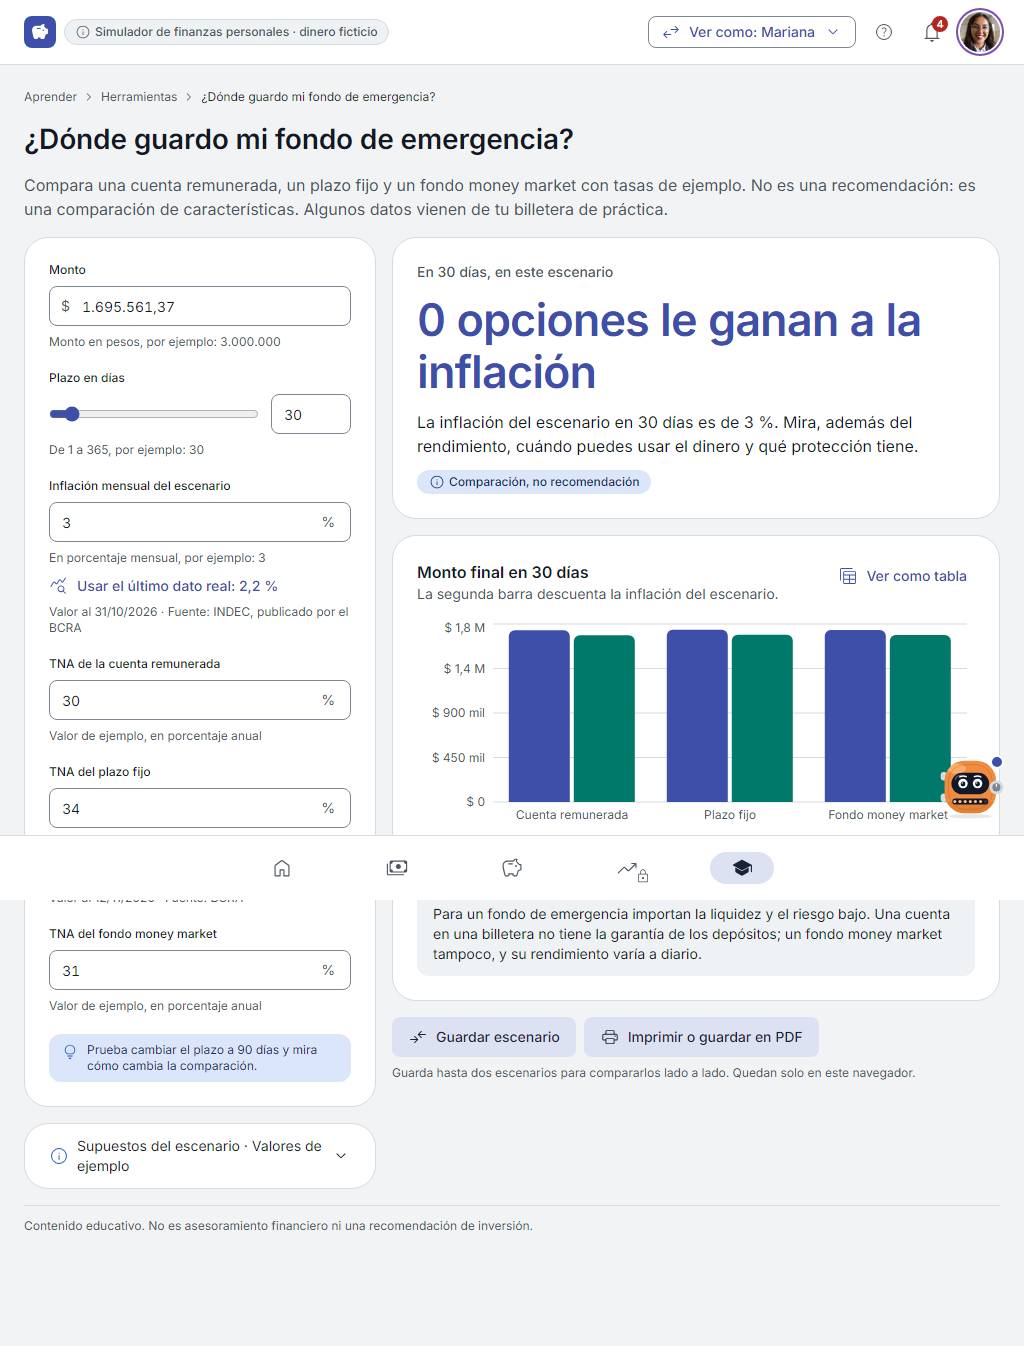 Simulador de finanzas personales · dinero ficticio
Ver como: Mariana
4
Aprender
Herramientas
¿Dónde guardo mi fondo de emergencia?
¿Dónde guardo mi fondo de emergencia?
Compara una cuenta remunerada, un plazo fijo y un fondo money market con tasas de ejemplo. No es una recomendación: es
una comparación de características. Algunos datos vienen de tu billetera de práctica.
Monto
$ 1.695.561,37
Monto en pesos, por ejemplo: 3.000.000
Plazo en días
30
De 1 a 365, por ejemplo: 30
Inflación mensual del escenario
3 %
En porcentaje mensual, por ejemplo: 3
Usar el último dato real: 2,2 %
Valor al 31/10/2026 · Fuente: INDEC, publicado por el
BCRA
TNA de la cuenta remunerada
30 %
Valor de ejemplo, en porcentaje anual
TNA del plazo fijo
34 %
TNA del fondo money market
31 %
Valor de ejemplo, en porcentaje anual
Prueba cambiar el plazo a 90 días y mira
cómo cambia la comparación.
Supuestos del escenario · Valores de
ejemplo
En 30 días, en este escenario
0 opciones le ganan a la
inflación
La inflación del escenario en 30 días es de 3 %. Mira, además del
rendimiento, cuándo puedes usar el dinero y qué protección tiene.
Comparación, no recomendación
Monto final en 30 días
La segunda barra descuenta la inflación del escenario.
Ver como tabla
$ 1,8 M
$ 1,4 M
$ 900 mil
$ 450 mil
$ 0
Cuenta remunerada
Plazo fijo
Fondo money market
Para un fondo de emergencia importan la liquidez y el riesgo bajo. Una cuenta
en una billetera no tiene la garantía de los depósitos; un fondo money market
tampoco, y su rendimiento varía a diario.
Guardar escenario
Imprimir o guardar en PDF
Guarda hasta dos escenarios para compararlos lado a lado. Quedan solo en este navegador.
Contenido educativo. No es asesoramiento financiero ni una recomendación de inversión.